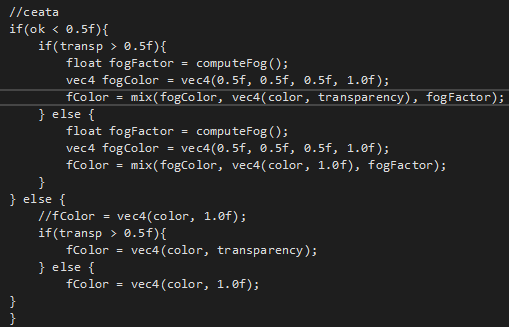 //ceata
if(ok < 0.5f){
    if(transp > 0.5f){
        float fogFactor = computeFog();
        vec4 fogColor = vec4(0.5f, 0.5f, 0.5f, 1.0f);
        fColor = mix(fogColor, vec4(color, transparency), fogFactor);
    } else {
        float fogFactor = computeFog();
        vec4 fogColor = vec4(0.5f, 0.5f, 0.5f, 1.0f);
        fColor = mix(fogColor, vec4(color, 1.0f), fogFactor);
    }
} else {
    //fColor = vec4(color, 1.0f);
    if(transp > 0.5f){
        fColor = vec4(color, transparency);
    } else {
        fColor = vec4(color, 1.0f);
}
}